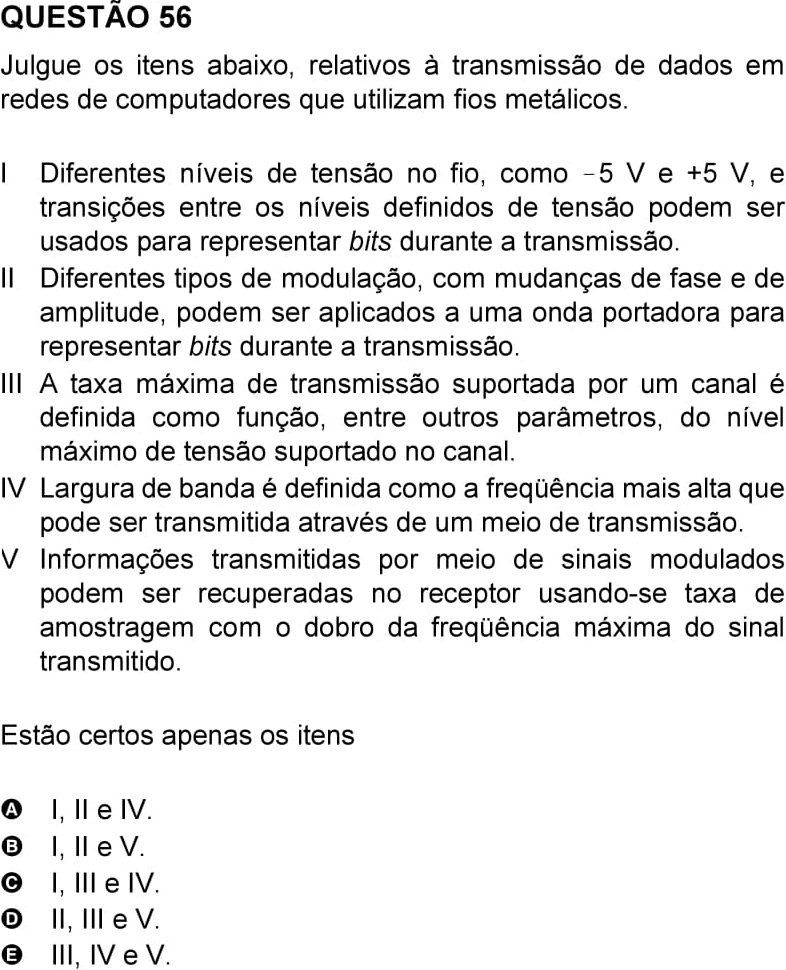 QUESTÃO 56
Julgue os itens abaixo, relativos à transmissão de dados em
redes de computadores que utilizam fios metálicos.
I Diferentes níveis de tensão no fio, como −5 V e +5 V, e
transições entre os níveis definidos de tensão podem ser
usados para representar bits durante a transmissão.
II Diferentes tipos de modulação, com mudanças de fase e de
amplitude, podem ser aplicados a uma onda portadora para
representar bits durante a transmissão.
III A taxa máxima de transmissão suportada por um canal é
definida como função, entre outros parâmetros, do nível
máximo de tensão suportado no canal.
IV Largura de banda é definida como a freqüência mais alta que
pode ser transmitida através de um meio de transmissão.
V Informações transmitidas por meio de sinais modulados
podem ser recuperadas no receptor usando-se taxa de
amostragem com o dobro da freqüência máxima do sinal
transmitido.
Estão certos apenas os itens
A I, II e IV.
B I, II e V.
C I, III e IV.
D II, III e V.
E III, IV e V.